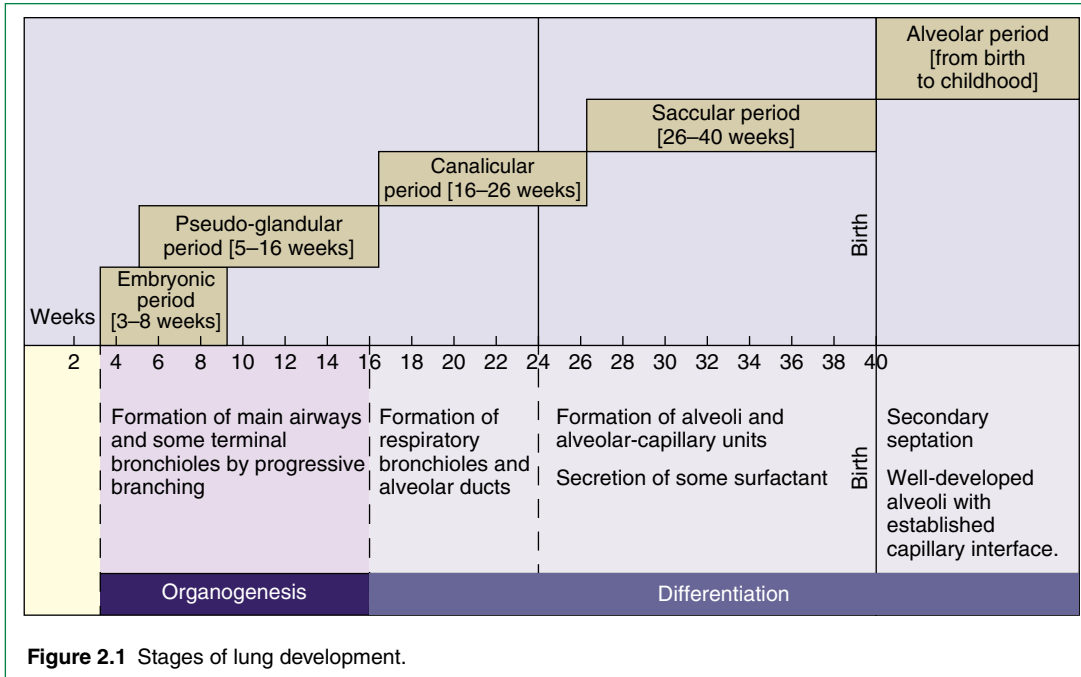 Alveolar period
[from birth
to childhood]
Saccular period
[26–40 weeks]
Canalicular
period [16–26 weeks]
Pseudo-glandular
period [5–16 weeks]
Birth
Embryonic
period
[3–8 weeks]
Weeks
2 4 6 8 10 12 14 16 18 20 22 24 26 28 30 32 34 36 38 40
Formation of main airways
and some terminal
bronchioles by progressive
branching
Formation of
respiratory
bronchioles and
alveolar ducts
Formation of alveoli and
alveolar-capillary units
Secretion of some surfactant
Birth
Secondary
septation
Well-developed
alveoli with
established
capillary interface.
Organogenesis
Differentiation
Figure 2.1 Stages of lung development.